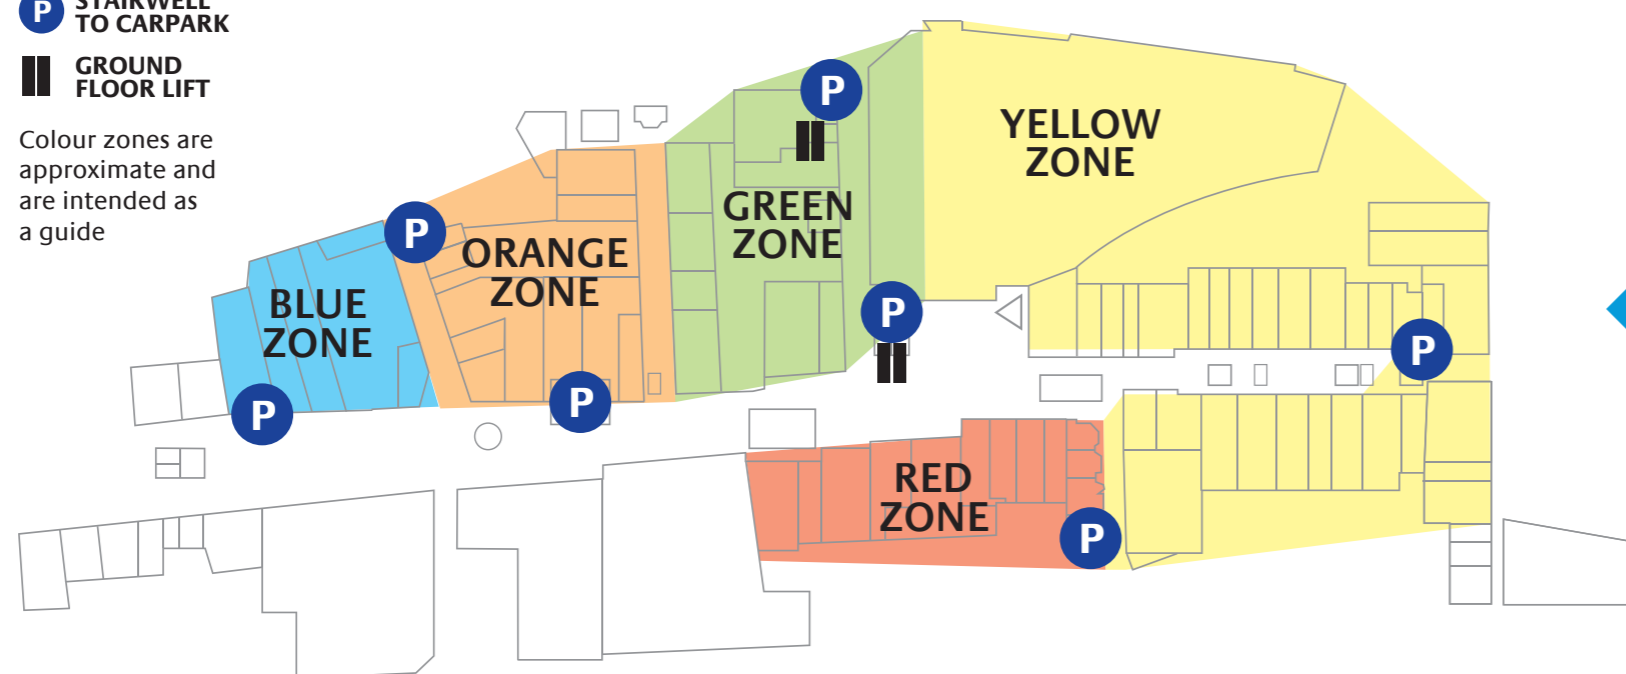 P STAIRWELL
TO CARPARK
GROUND
FLOOR LIFT
Colour zones are
approximate and
are intended as
a guide
P
YELLOW
ZONE
GREEN
ZONE
P
ORANGE
ZONE
BLUE
ZONE
P
P
P
P
RED
ZONE
P